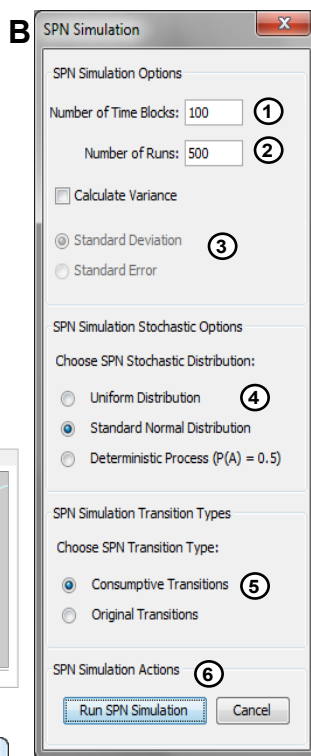 B
SPN Simulation
x
SPN Simulation Options
Number of Time Blocks: 100 1
Number of Runs: 500 2
Calculate Variance
Standard Deviation 3
Standard Error
SPN Simulation Stochastic Options
Choose SPN Stochastic Distribution:
Uniform Distribution 4
Standard Normal Distribution
Deterministic Process (P(A) = 0.5)
SPN Simulation Transition Types
Choose SPN Transition Type:
Consumptive Transitions 5
Original Transitions
SPN Simulation Actions 6
Run SPN Simulation Cancel